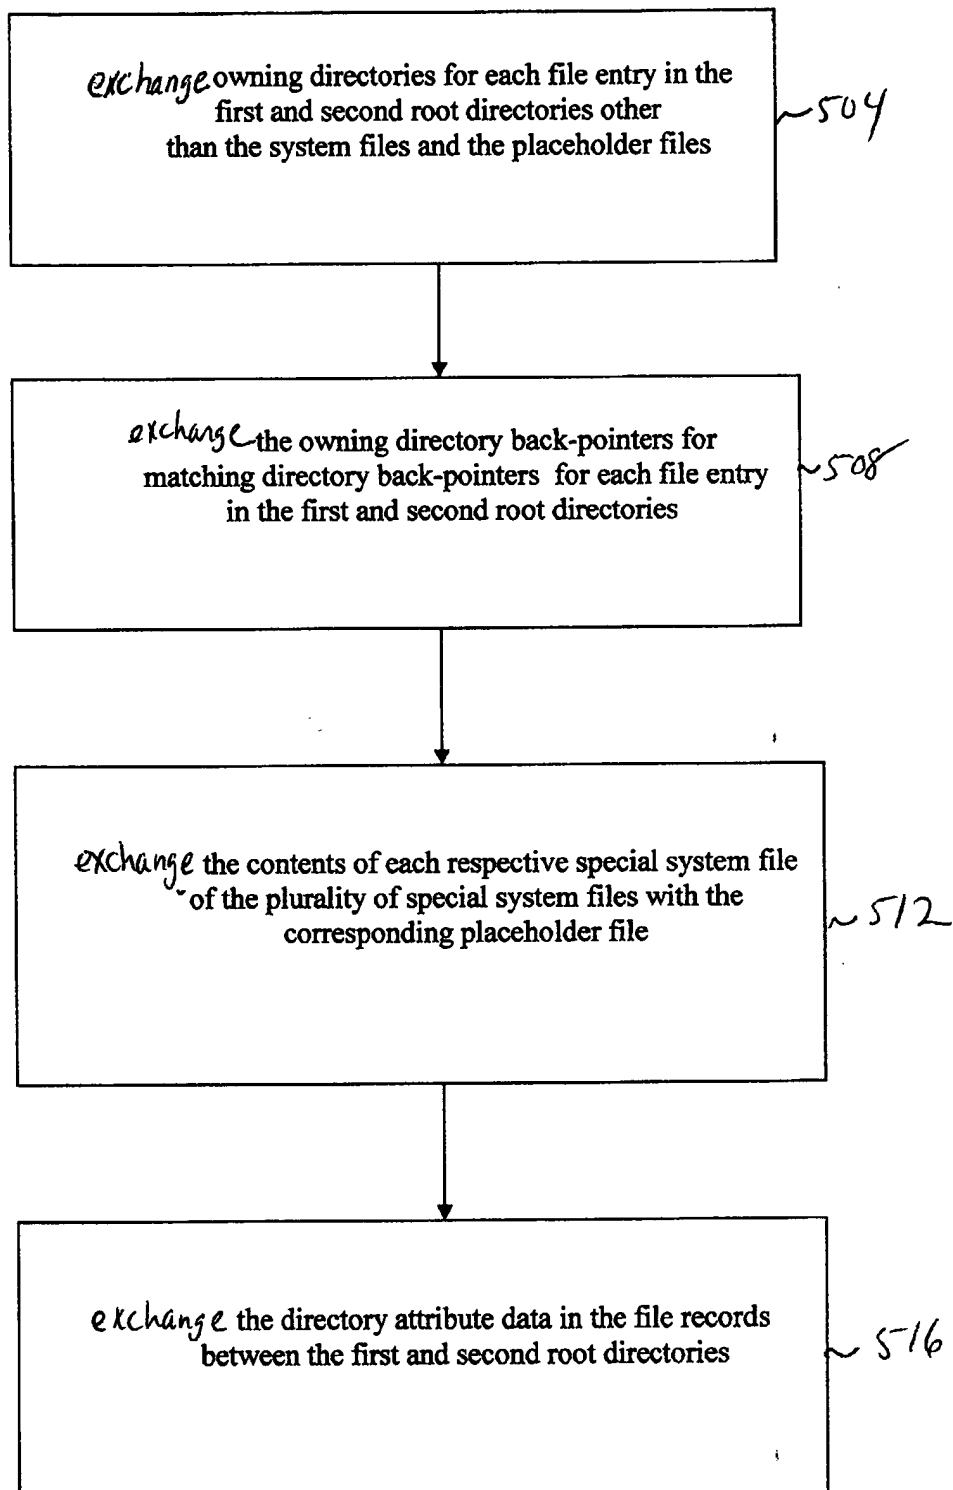 exchange owning directories for each file entry in the
first and second root directories other
than the system files and the placeholder files
~504
exchange the owning directory back-pointers for
matching directory back-pointers for each file entry
in the first and second root directories
~508
exchange the contents of each respective special system file
of the plurality of special system files with the
corresponding placeholder file
~512
exchange the directory attribute data in the file records
between the first and second root directories
~516